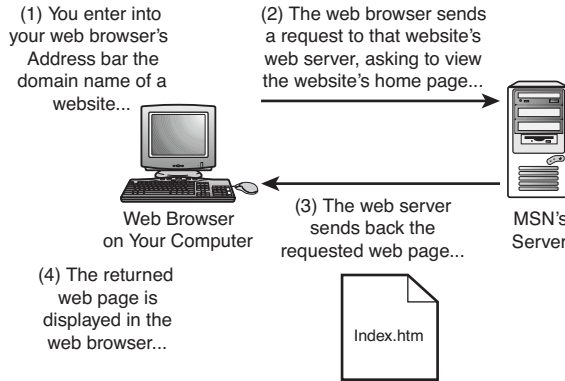 (1) You enter into
your web browser's
Address bar the
domain name of a
website...
(2) The web browser sends
a request to that website's
web server, asking to view
the website's home page...
Web Browser
on Your Computer
(3) The web server
sends back the
requested web page...
MSN's
Server
(4) The returned
web page is
displayed in the
web browser...
Index.htm